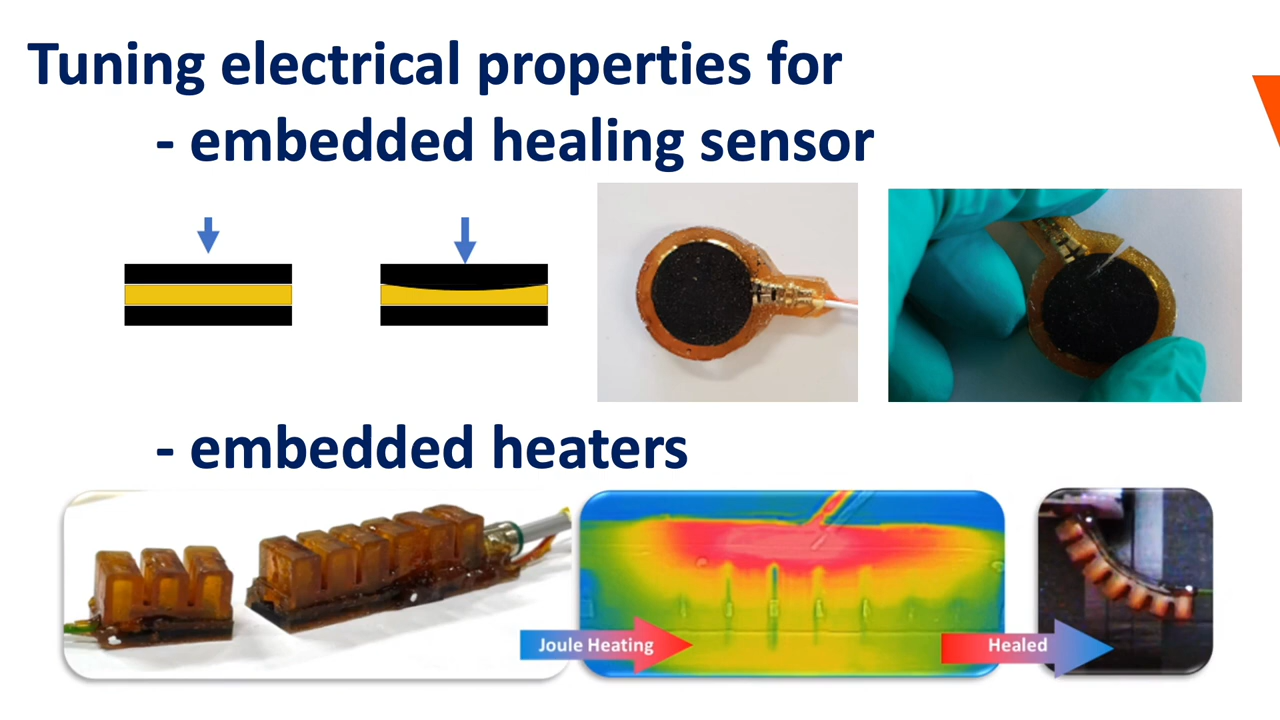 Tuning electrical properties for
- embedded healing sensor
- embedded heaters
Joule Heating
Healed